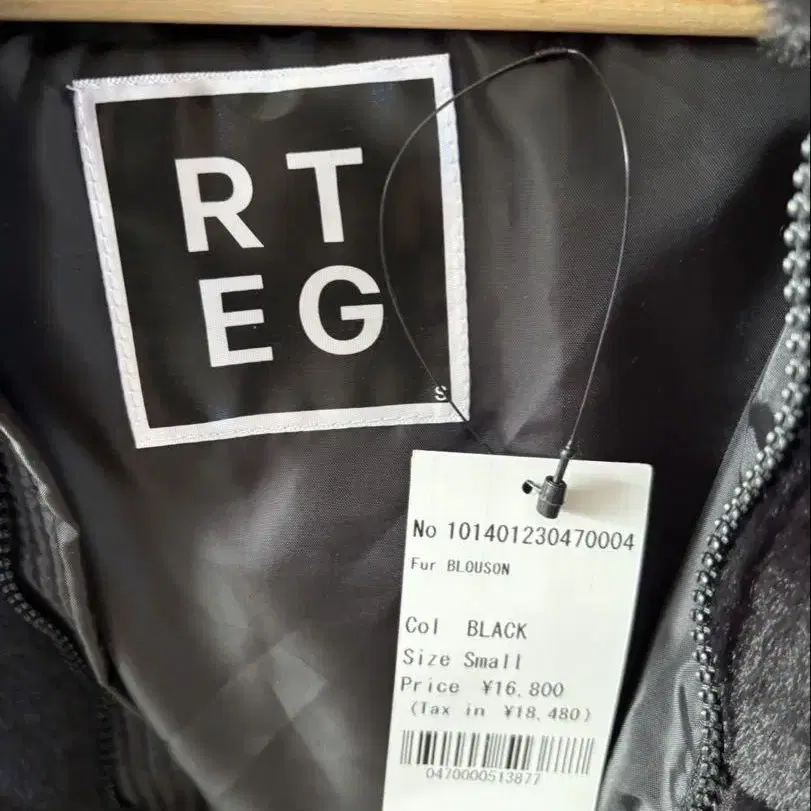 RT
EG
S
No 101401230470004
Fur BLOUSON
Col BLACK
Size Small
Price ¥16,800
(Tax in ¥18,480)
0470000513877